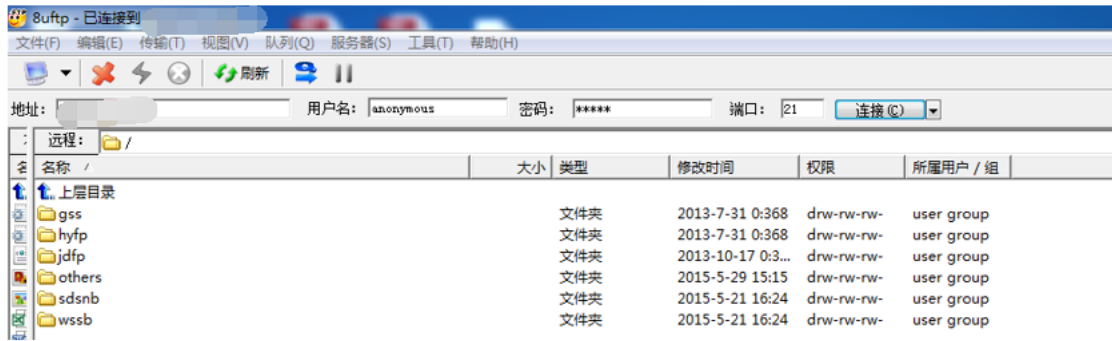 8uftp - 已连接到
文件(F) 编辑(E) 传输(T) 视图(V) 队列(Q) 服务器(S) 工具(T) 帮助(H)
刷新
地址: 用户名: anonymous 密码: ***** 端口: 21 连接(C)
远程: /
名称 大小 类型 修改时间 权限 所属用户 / 组
上层目录
gss 文件夹 2013-7-31 0:368 drw-rw-rw- user group
hyfp 文件夹 2013-7-31 0:368 drw-rw-rw- user group
jdfp 文件夹 2013-10-17 0:3... drw-rw-rw- user group
others 文件夹 2015-5-29 15:15 drw-rw-rw- user group
sdsnb 文件夹 2015-5-21 16:24 drw-rw-rw- user group
wssb 文件夹 2015-5-21 16:24 drw-rw-rw- user group